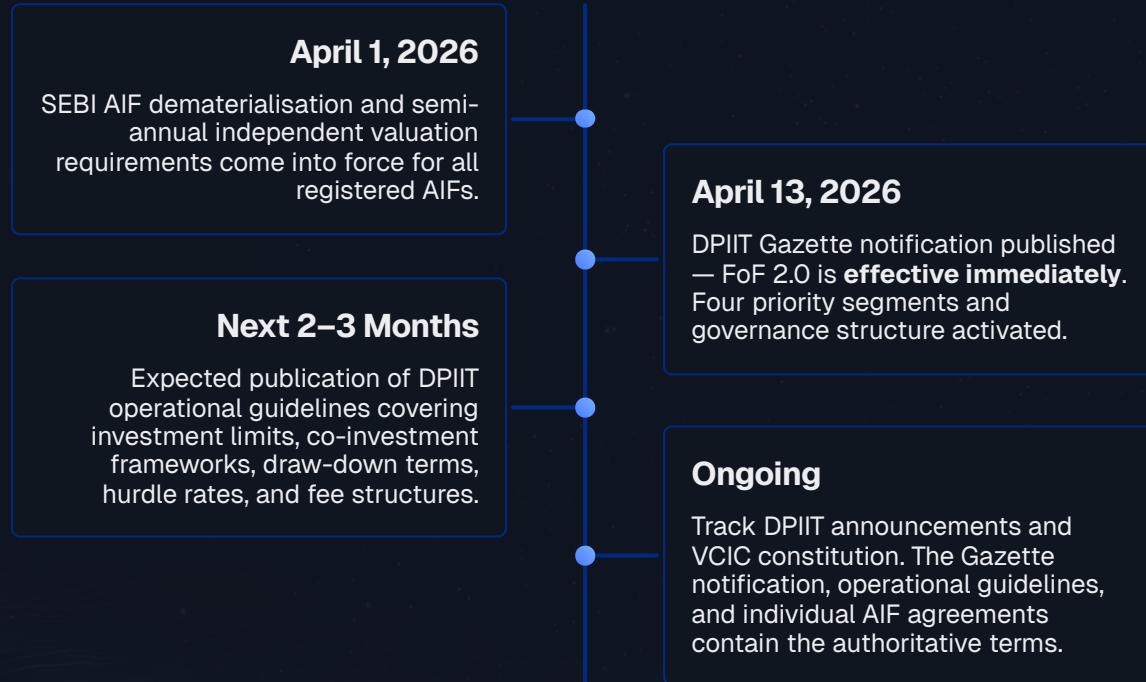 April 1, 2026
SEBI AIF dematerialisation and semi-
annual independent valuation
requirements come into force for all
registered AIFs.
April 13, 2026
DPIIT Gazette notification published
— FoF 2.0 is effective immediately.
Four priority segments and
governance structure activated.
Next 2–3 Months
Expected publication of DPIIT
operational guidelines covering
investment limits, co-investment
frameworks, draw-down terms,
hurdle rates, and fee structures.
Ongoing
Track DPIIT announcements and
VCIC constitution. The Gazette
notification, operational guidelines,
and individual AIF agreements
contain the authoritative terms.